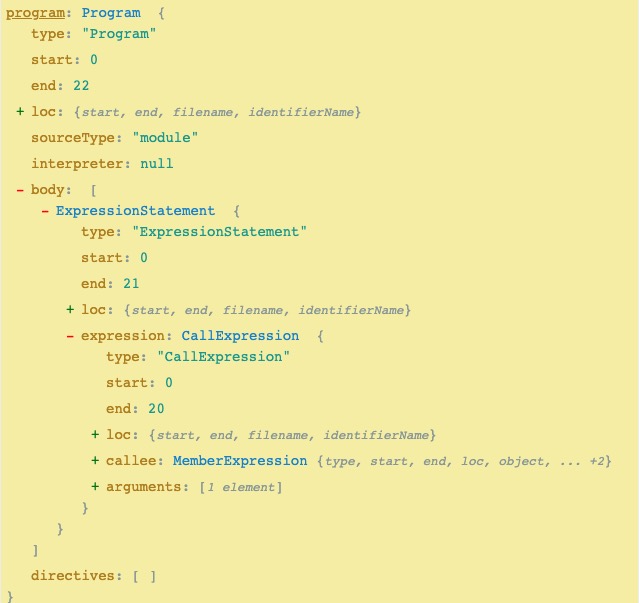 program: Program {
type: "Program"
start: 0
end: 22
+ loc: {start, end, filename, identifierName}
sourceType: "module"
interpreter: null
- body: [
- ExpressionStatement {
type: "ExpressionStatement"
start: 0
end: 21
+ loc: {start, end, filename, identifierName}
- expression: CallExpression {
type: "CallExpression"
start: 0
end: 20
+ loc: {start, end, filename, identifierName}
+ callee: MemberExpression {type, start, end, loc, object, ... +2}
+ arguments: [1 element]
}
}
]
directives: [ ]
}